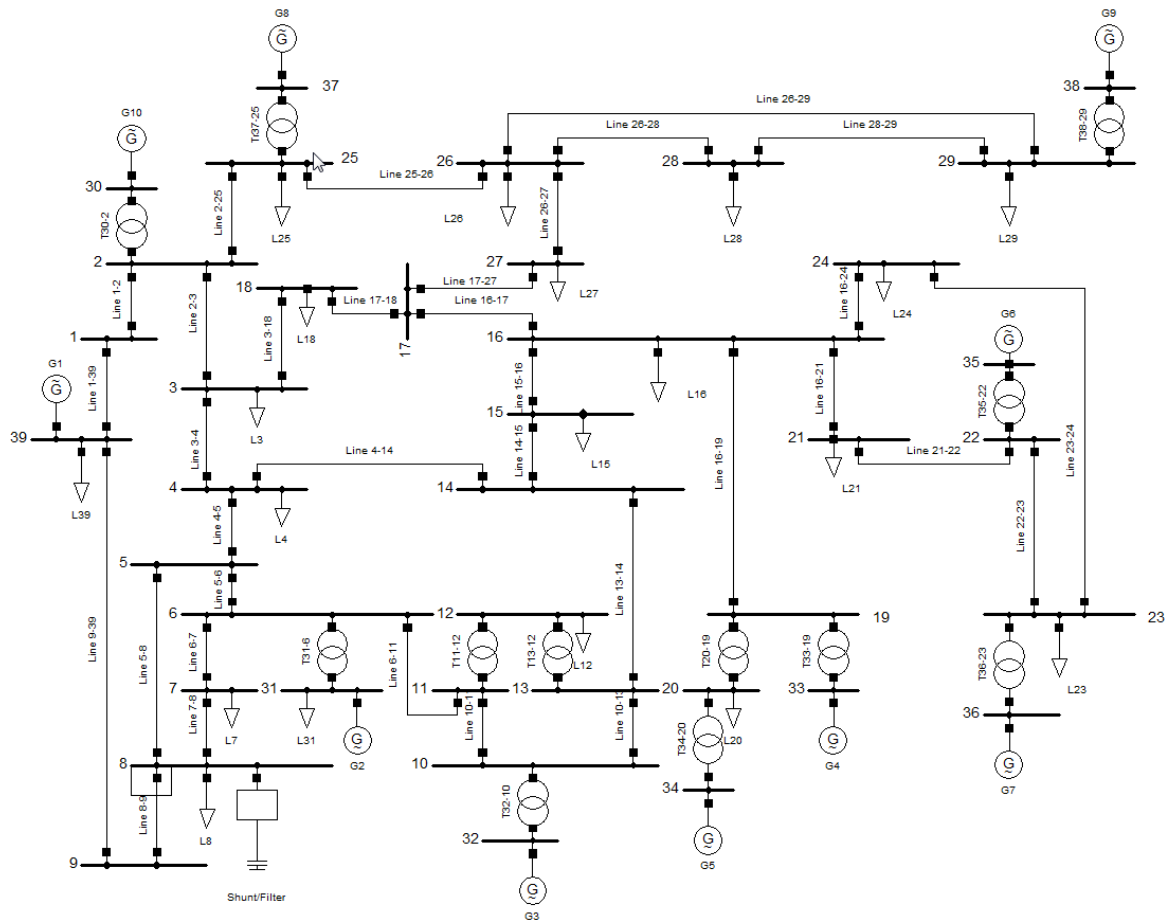 G8
G9
37
38
Tr37-25
T38-29
Line 26-29
G10
Line 26-28
Line 28-29
25
26
28
29
Line 25-26
30
T30-2
Line 2-25
L25
L26
Line 26-27
L28
L29
2
27
24
Line 1-2
Line 2-3
18
Line 17-27
L27
Line 16-24
L24
Line 17-18
Line 16-17
Line 3-18
L18
17
G6
1
16
35
G1
Line 1-39
Line 15-16
L16
Line 16-21
T35-22
3
L3
15
L15
39
L39
Line 3-4
Line 14-15
21
L21
Line 21-22
22
Line 23-24
Line 4-14
Line 16-19
4
L4
14
Line 4-5
Line 22-23
5
Line 5-6
Line 13-14
6
12
19
23
Line 9-39
Line 5-8
Line 6-7
T31-6
Line 6-11
T11-12
T13-12
L12
T20-19
T33-19
T36-23
L23
7
L7
31
L31
11
13
20
L20
33
Line 7-8
G2
Line 10-11
Line 10-13
T34-20
G4
36
8
10
G7
Line 8-9
L8
T32-10
34
9
32
G5
Shunt/Filter
G3
G
G
G
G
G
G
G
G
G
G